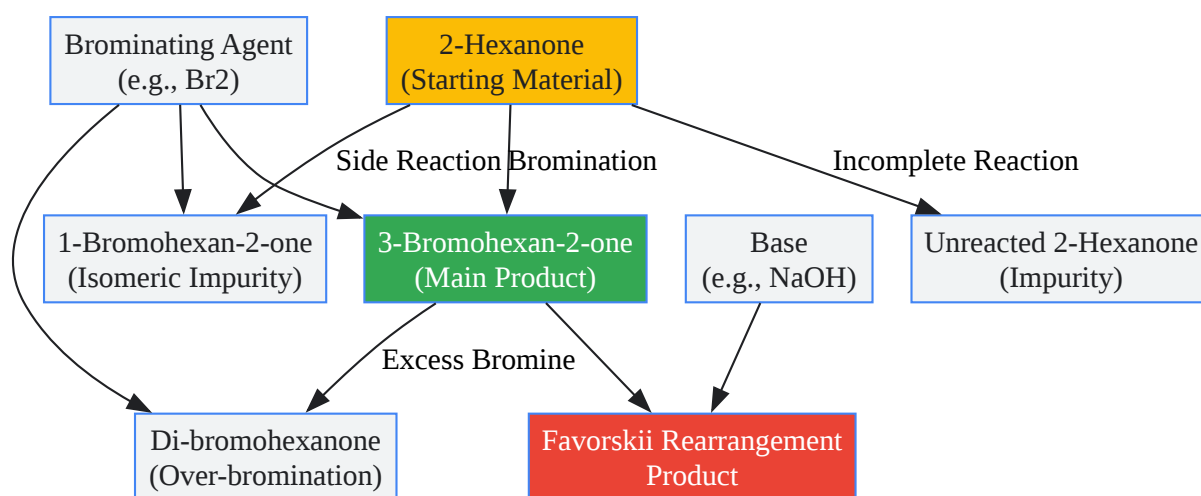 Brominating Agent
(e.g., Br2)
2-Hexanone
(Starting Material)
Side Reaction
Bromination
Incomplete Reaction
1-Bromohexan-2-one
(Isomeric Impurity)
3-Bromohexan-2-one
(Main Product)
Base
(e.g., NaOH)
Unreacted 2-Hexanone
(Impurity)
Excess Bromine
Di-bromohexanone
(Over-bromination)
Favorskii Rearrangement
Product